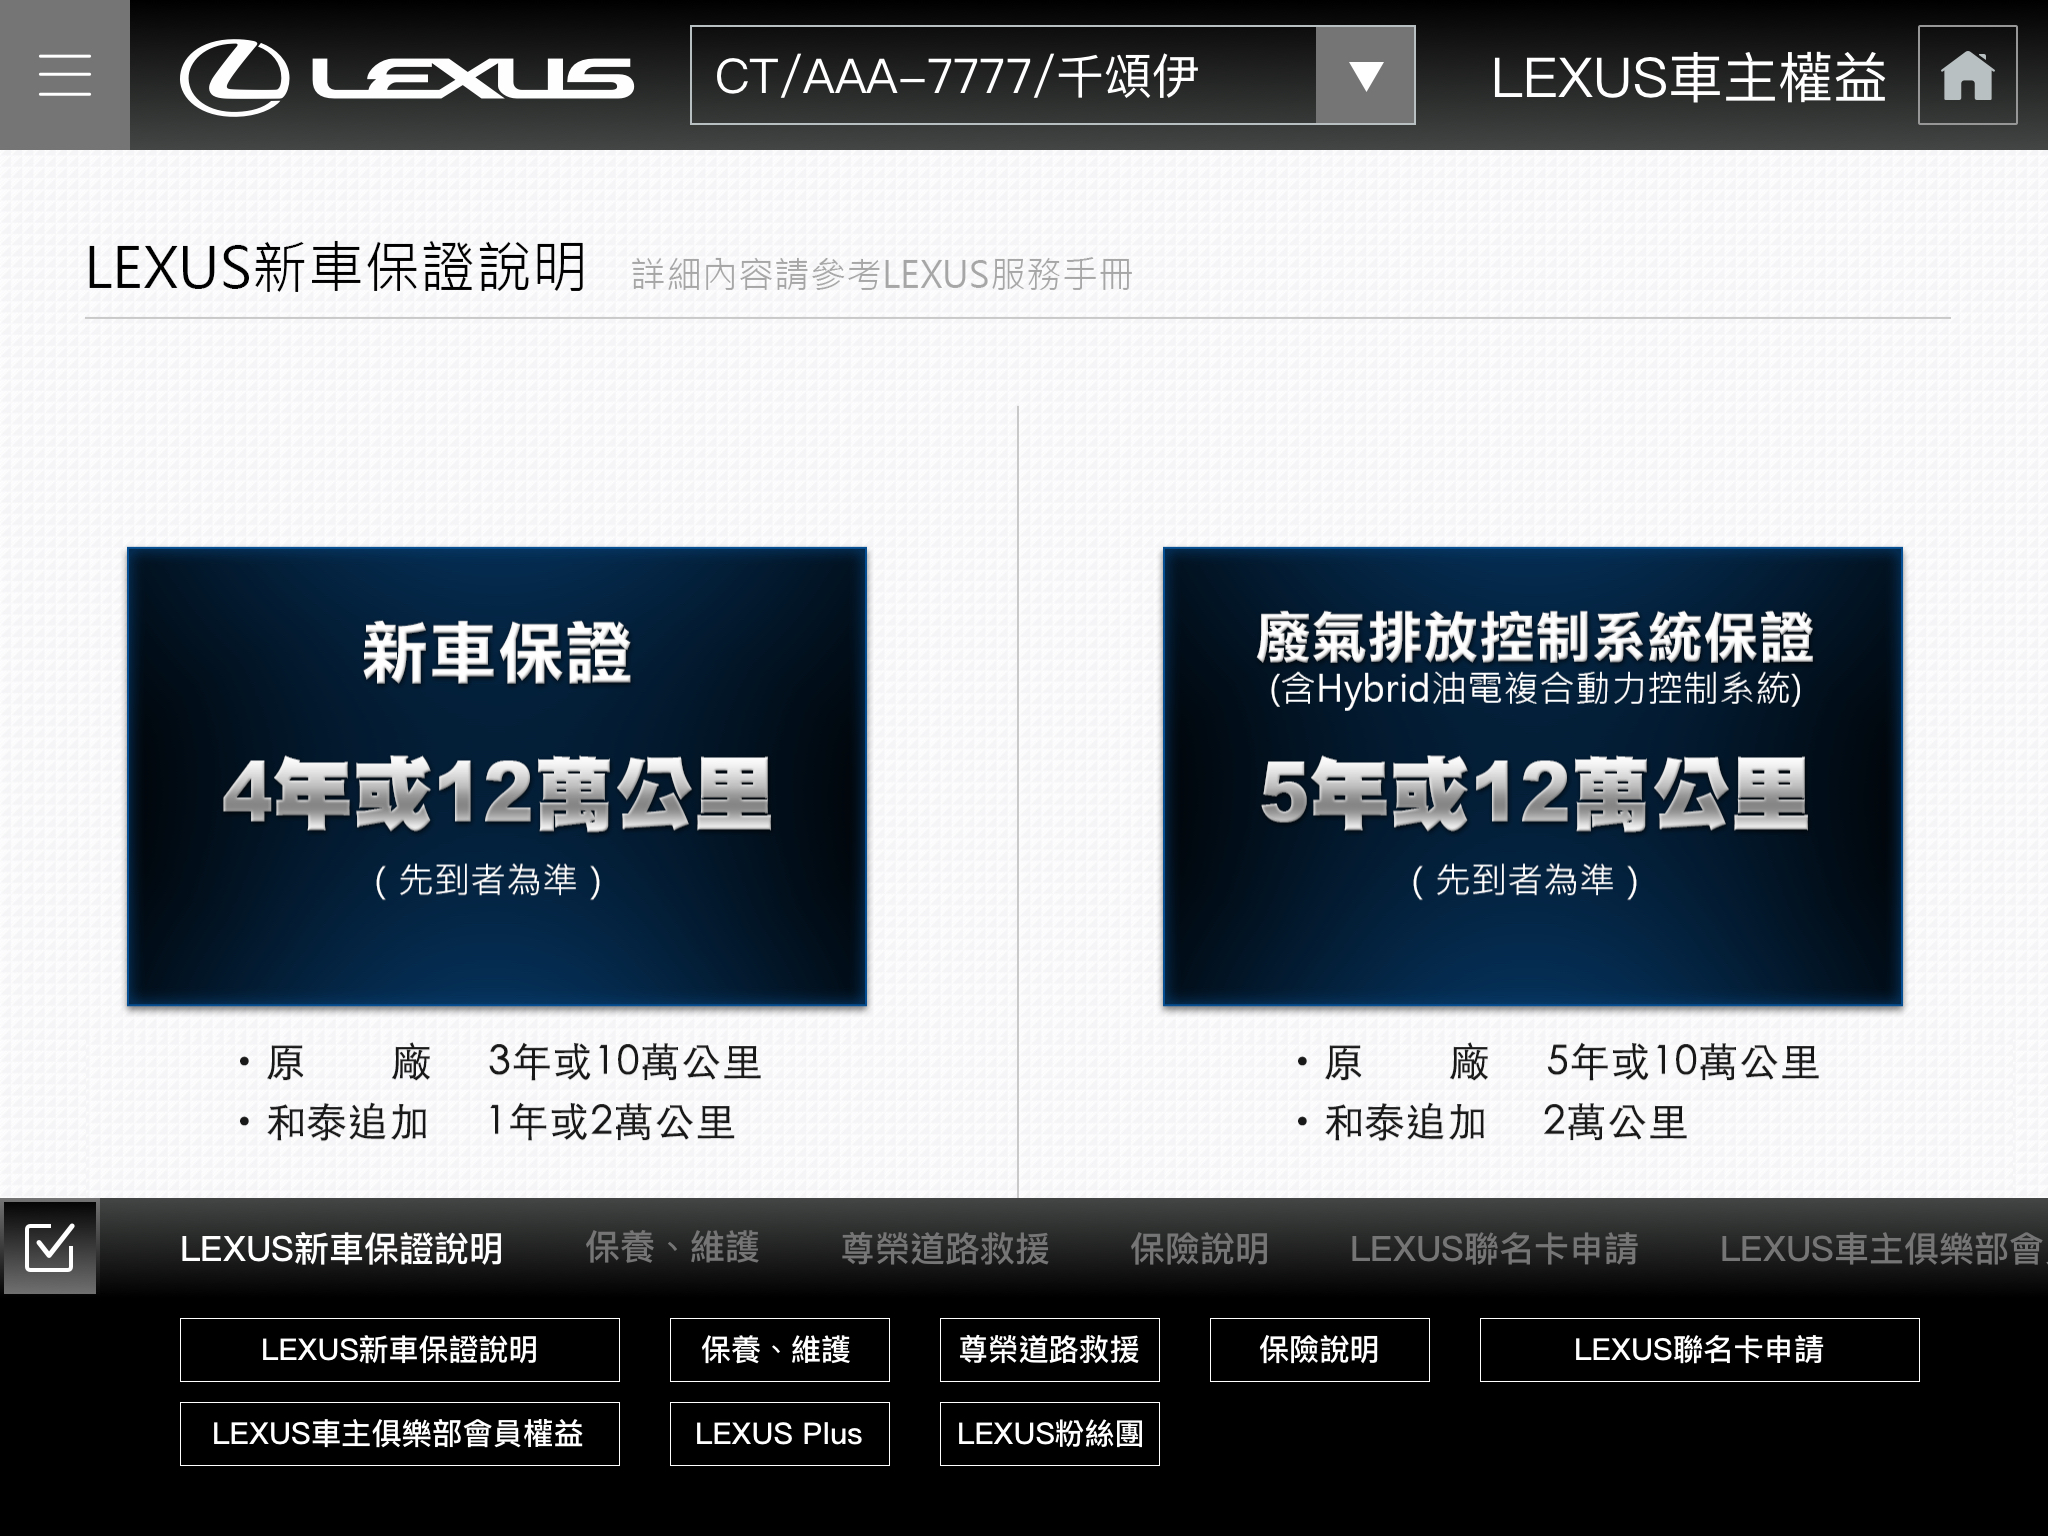 LEXUS
CT/AAA-7777/千頌伊
LEXUS車主權益
LEXUS新車保證說明
詳細內容請參考LEXUS服務手冊
新車保證
4年或12萬公里
( 先到者為準 )
廢氣排放控制系統保證
(含Hybrid油電複合動力控制系統)
5年或12萬公里
( 先到者為準 )
• 原　　廠　3年或10萬公里
• 和泰追加　1年或2萬公里
• 原　　廠　5年或10萬公里
• 和泰追加　2萬公里
LEXUS新車保證說明　保養、維護　尊榮道路救援　保險說明　LEXUS聯名卡申請　LEXUS車主俱樂部會
LEXUS新車保證說明　保養、維護　尊榮道路救援　保險說明　LEXUS聯名卡申請
LEXUS車主俱樂部會員權益　LEXUS Plus　LEXUS粉絲團